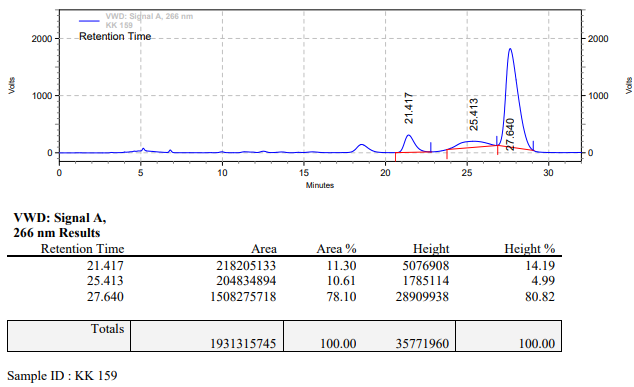 VWD: Signal A, 266 nm
KK 159
Retention Time
2000
1000
0
Volts
2000
1000
0
Volts
21.417
25.413
27.640
0 5 10 15 20 25 30
Minutes
VWD: Signal A,
266 nm Results
Retention Time Area Area % Height Height %
21.417 218205133 11.30 5076908 14.19
25.413 204834894 10.61 1785114 4.99
27.640 1508275718 78.10 28909938 80.82
Totals
1931315745 100.00 35771960 100.00
Sample ID : KK 159